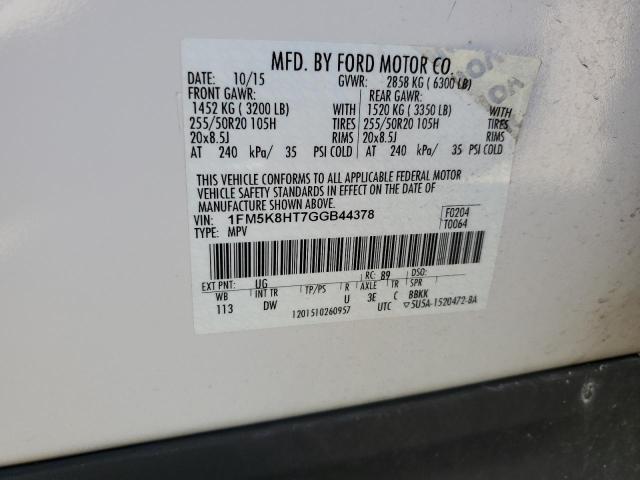 MFD. BY FORD MOTOR CO.
DATE: 10/15 GVWR: 2858 KG ( 6300 LB)
FRONT GAWR: REAR GAWR:
1452 KG ( 3200 LB) WITH 1520 KG ( 3350 LB) WITH
255/50R20 105H TIRES 255/50R20 105H TIRES
20x8.5J RIMS 20x8.5J RIMS
AT 240 kPa/ 35 PSI COLD AT 240 kPa/ 35 PSI COLD
THIS VEHICLE CONFORMS TO ALL APPLICABLE FEDERAL MOTOR
VEHICLE SAFETY STANDARDS IN EFFECT ON THE DATE OF
MANUFACTURE SHOWN ABOVE.
VIN: 1FM5K8HT7GGB44378 F0204
TYPE: MPV T0064
EXT PNT: UG RC: 89 DSO:
WB INT TR TP/PS R AXLE TR SPR
113 DW U 3E C BBKK
1201510260957 UTC ▽5U5A-1520472-BA